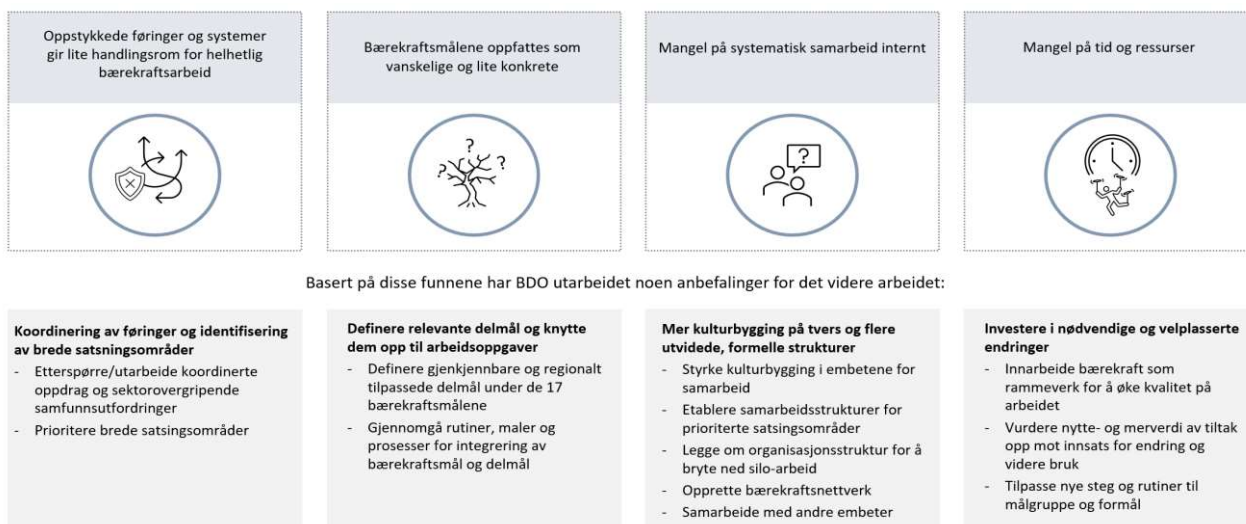 Oppstykkede føringer og systemer
gir lite handlingsrom for helhetlig
bærekraftsarbeid
Bærekraftsmålene oppfattes som
vanskelige og lite konkrete
Mangel på systematisk samarbeid internt
Mangel på tid og ressurser
?
?
?
?
Basert på disse funnene har BDO utarbeidet noen anbefalinger for det videre arbeidet:
Koordinering av føringer og identifisering
av brede satsningsområder
- Etterspørre/utarbeide koordinerte
oppdrag og sektorovergripende
samfunnsutfordringer
- Prioritere brede satsingsområder
Definere relevante delmål og knytte
dem opp til arbeidsoppgaver
- Definere gjenkjennbare og regionalt
tilpassede delmål under de 17
bærekraftsmålene
- Gjennomgå rutiner, maler og
prosesser for integrering av
bærekraftsmål og delmål
Mer kulturbygging på tvers og flere
utvidede, formelle strukturer
- Styrke kulturbygging i embetene for
samarbeid
- Etablere samarbeidsstrukturer for
prioriterte satsingsområder
- Legge om organisasjonsstruktur for å
bryte ned silo-arbeid
- Opprette bærekraftsnettverk
- Samarbeide med andre embeter
Investere i nødvendige og velplasserte
endringer
- Innarbeide bærekraft som
rammeverk for å øke kvalitet på
arbeidet
- Vurdere nytte- og merverdi av tiltak
opp mot innsats for endring og
videre bruk
- Tilpasse nye steg og rutiner til
målgruppe og formål